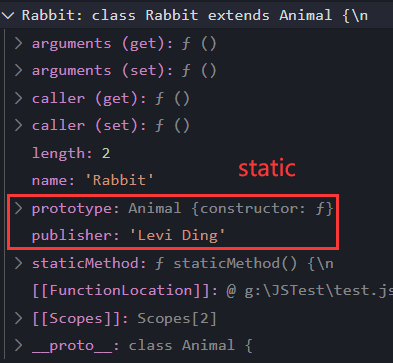 Rabbit: class Rabbit extends Animal {\n
arguments (get): ƒ ()
arguments (set): ƒ ()
caller (get): ƒ ()
caller (set): ƒ ()
length: 2
name: 'Rabbit'
static
prototype: Animal {constructor: ƒ}
publisher: 'Levi Ding'
staticMethod: ƒ staticMethod() {\n
[[FunctionLocation]]: @ g:\JSTest\test.js
[[Scopes]]: Scopes[2]
__proto__: class Animal {